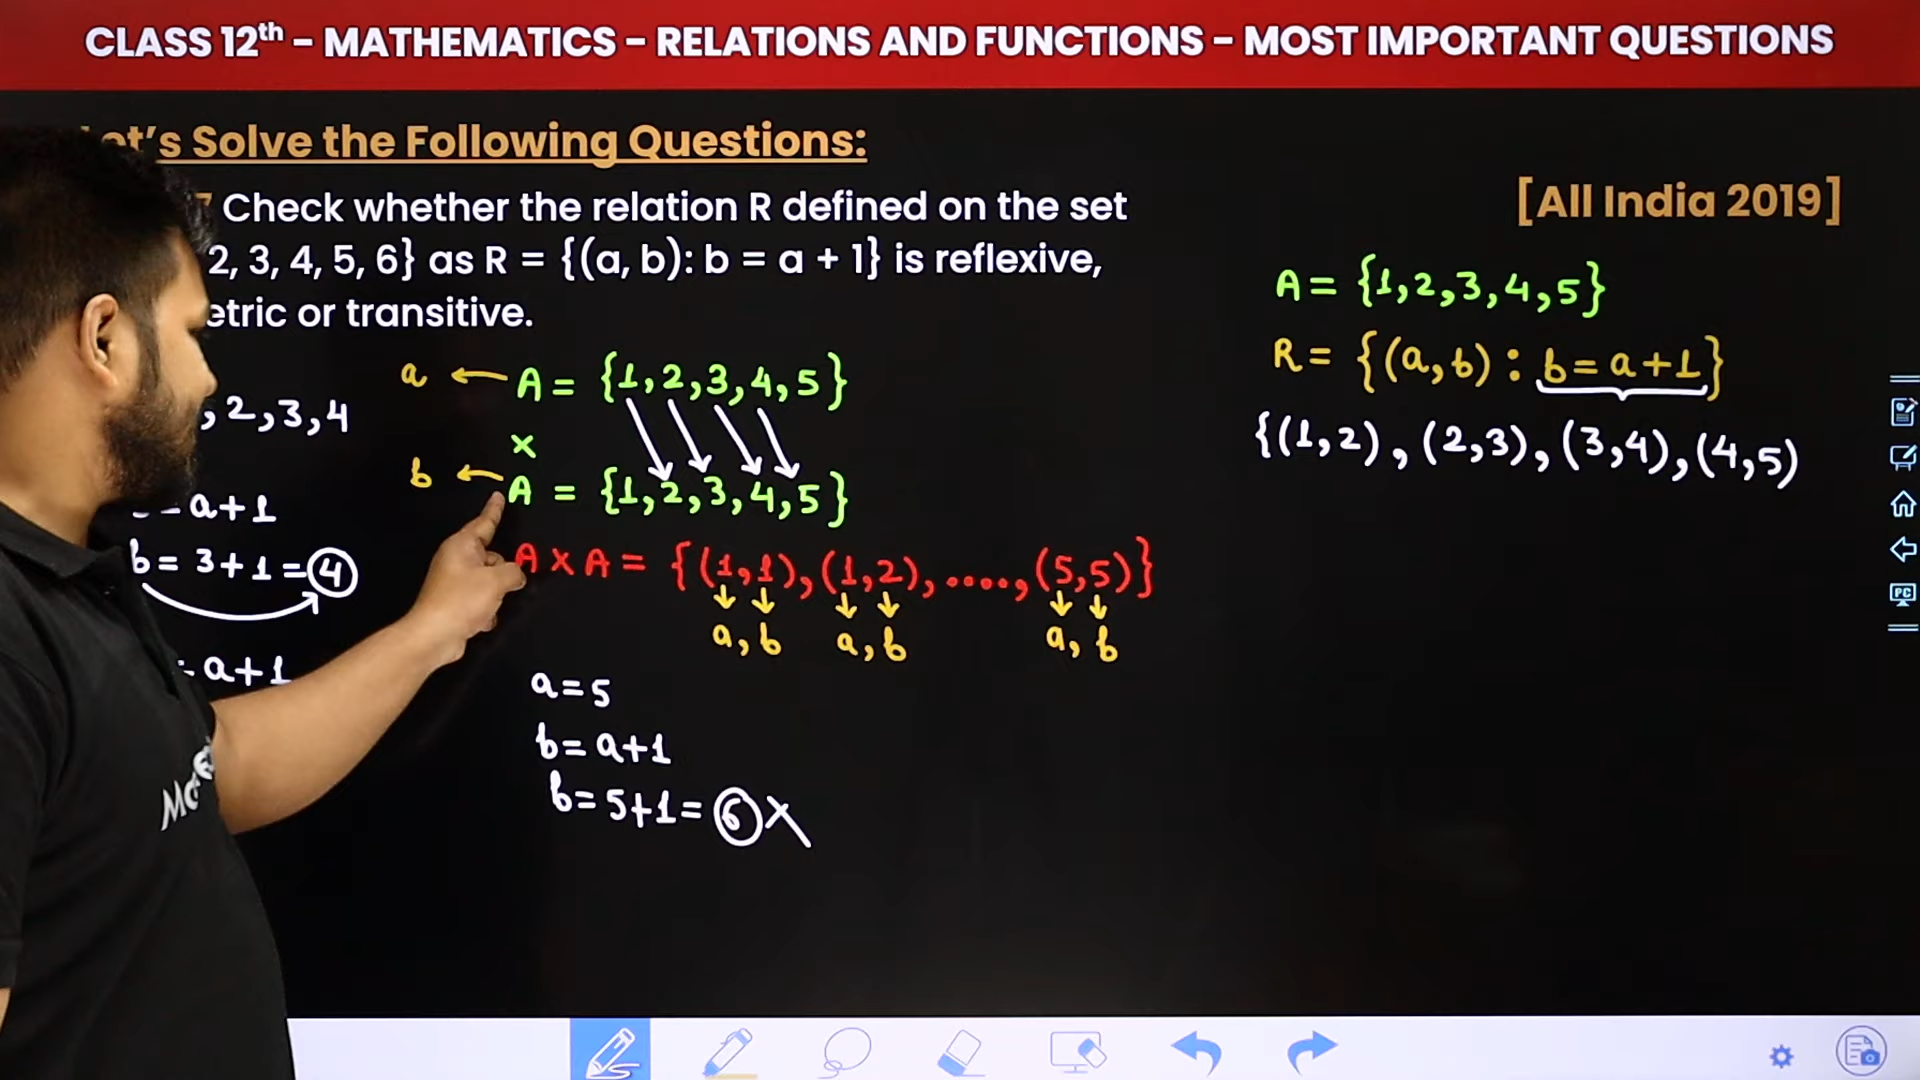 CLASS 12th - MATHEMATICS - RELATIONS AND FUNCTIONS - MOST IMPORTANT QUESTIONS
Let's Solve the Following Questions:
[All India 2019]
7 Check whether the relation R defined on the set
2, 3, 4, 5, 6} as R = {(a, b): b = a + 1} is reflexive,
etric or transitive.
a ← A = {1,2,3,4,5}
×
b ← A = {1,2,3,4,5}
A × A = {(1,1),(1,2),....,(5,5)}
a,b a,b a,b
a=5
b=a+1
b=5+1=6×
,2,3,4
=a+1
b=3+1=4
=a+1
A= {1,2,3,4,5}
R= {(a,b) : b=a+1}
{(1,2),(2,3),(3,4),(4,5)
PC